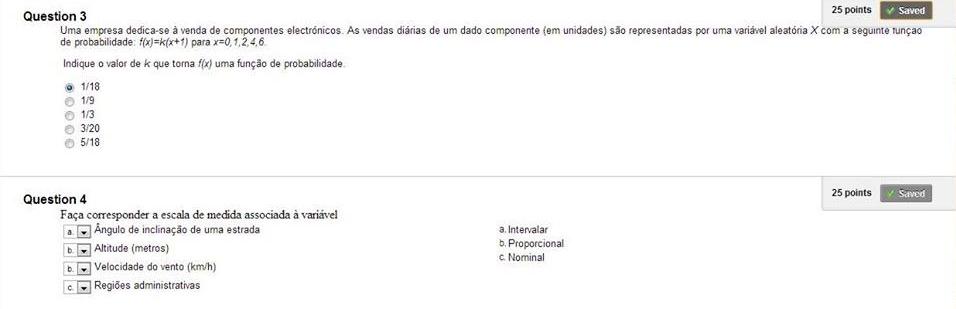 Question 3
25 points
Saved
Uma empresa dedica-se à venda de componentes electrónicos. As vendas diárias de um dado componente (em unidades) são representadas por uma variável aleatória X com a seguinte função
de probabilidade: f(x)=k(x+1) para x=0,1,2,4,6.
Indique o valor de k que torna f(x) uma função de probabilidade.
1/18
1/9
1/3
3/20
5/18
Question 4
25 points
Saved
Faça corresponder a escala de medida associada à variável
a. Ângulo de inclinação de uma estrada
b. Altitude (metros)
b. Velocidade do vento (km/h)
c. Regiões administrativas
a. Intervalar
b. Proporcional
c. Nominal